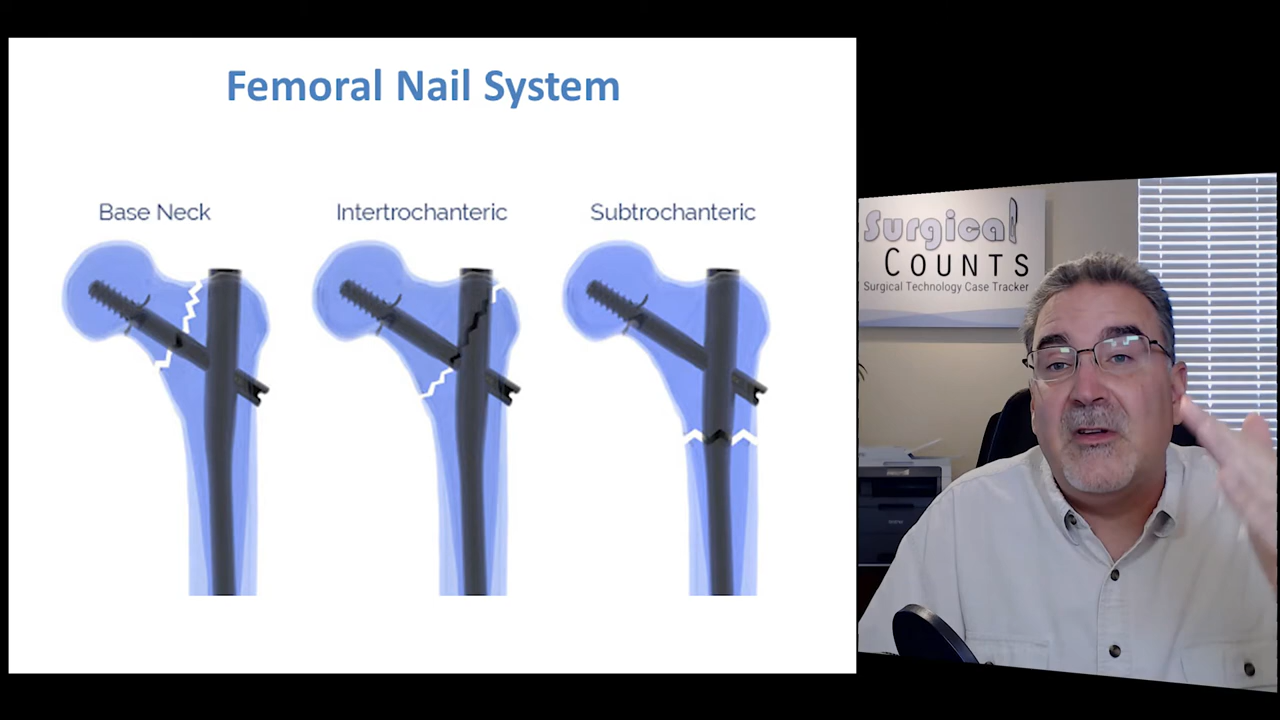 Femoral Nail System
Base Neck
Intertrochanteric
Subtrochanteric
Surgical
COUNTS
Surgical Technology Case Tracker